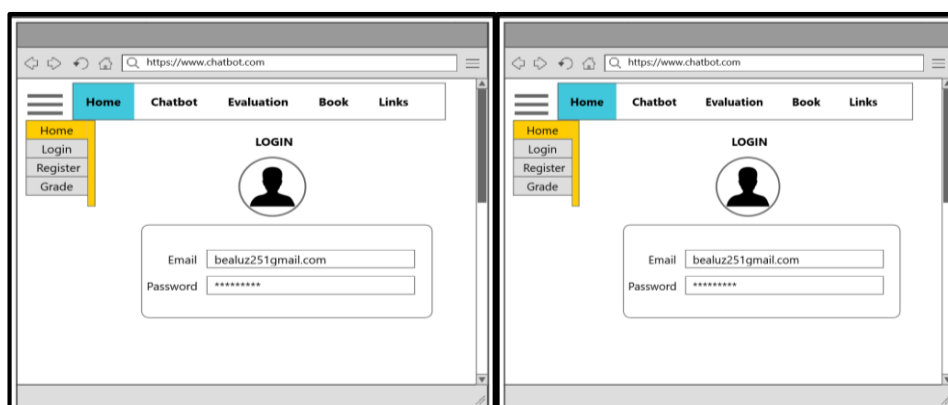 https://www.chatbot.com
Home Chatbot Evaluation Book Links
Home
Login
Register
Grade
LOGIN
Email bealuz251gmail.com
Password *********
https://www.chatbot.com
Home Chatbot Evaluation Book Links
Home
Login
Register
Grade
LOGIN
Email bealuz251gmail.com
Password *********